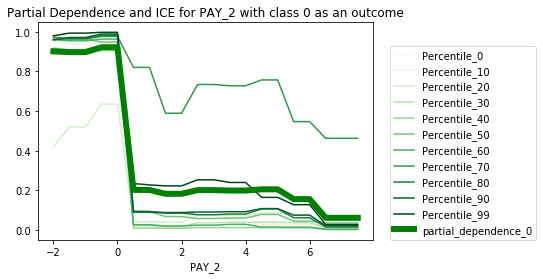 Partial Dependence and ICE for PAY_2 with class 0 as an outcome
1.0
0.8
0.6
0.4
0.2
0.0
−2 0 2 4 6
PAY_2
Percentile_0
Percentile_10
Percentile_20
Percentile_30
Percentile_40
Percentile_50
Percentile_60
Percentile_70
Percentile_80
Percentile_90
Percentile_99
partial_dependence_0